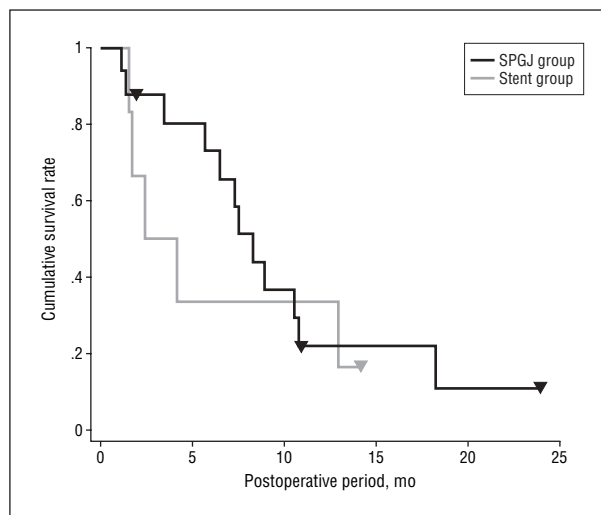 SPGJ group
Stent group
Cumulative survival rate
1
.8
.6
.4
.2
0
0 5 10 15 20 25
Postoperative period, mo